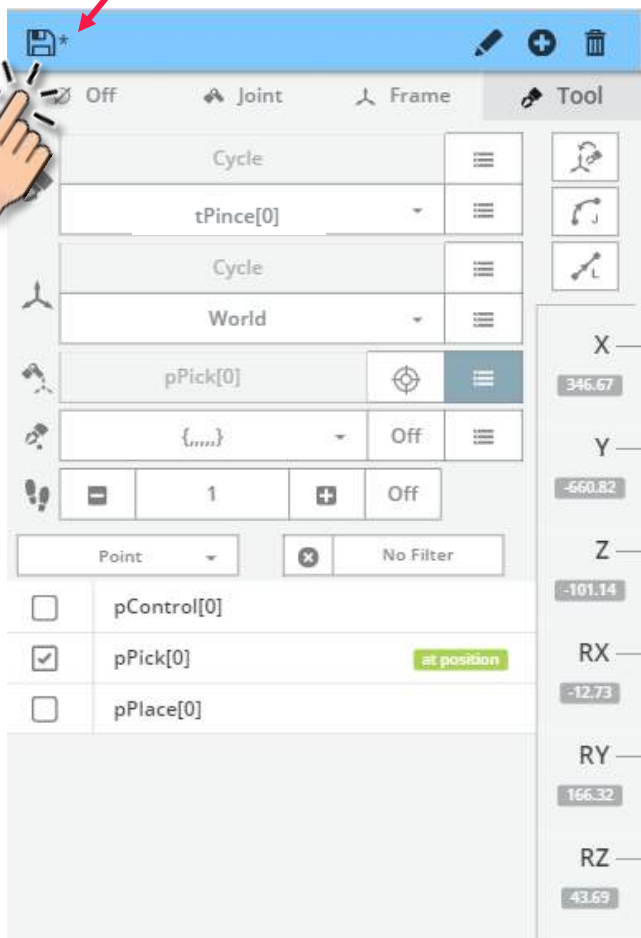 *
Off Joint Frame Tool
Cycle
tPince[0]
Cycle
World
pPick[0]
{,,,,,} Off
1 Off
Point No Filter
pControl[0]
pPick[0] at position
pPlace[0]
J
L
X
346.67
Y
-660.82
Z
-101.14
RX
-12.73
RY
166.32
RZ
43.69